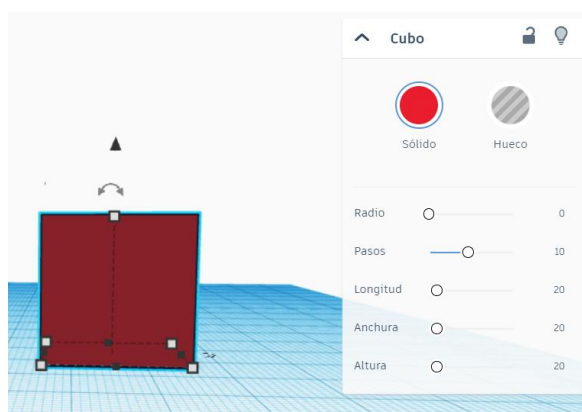 Cubo
Sólido Hueco
Radio 0
Pasos 10
Longitud 20
Anchura 20
Altura 20